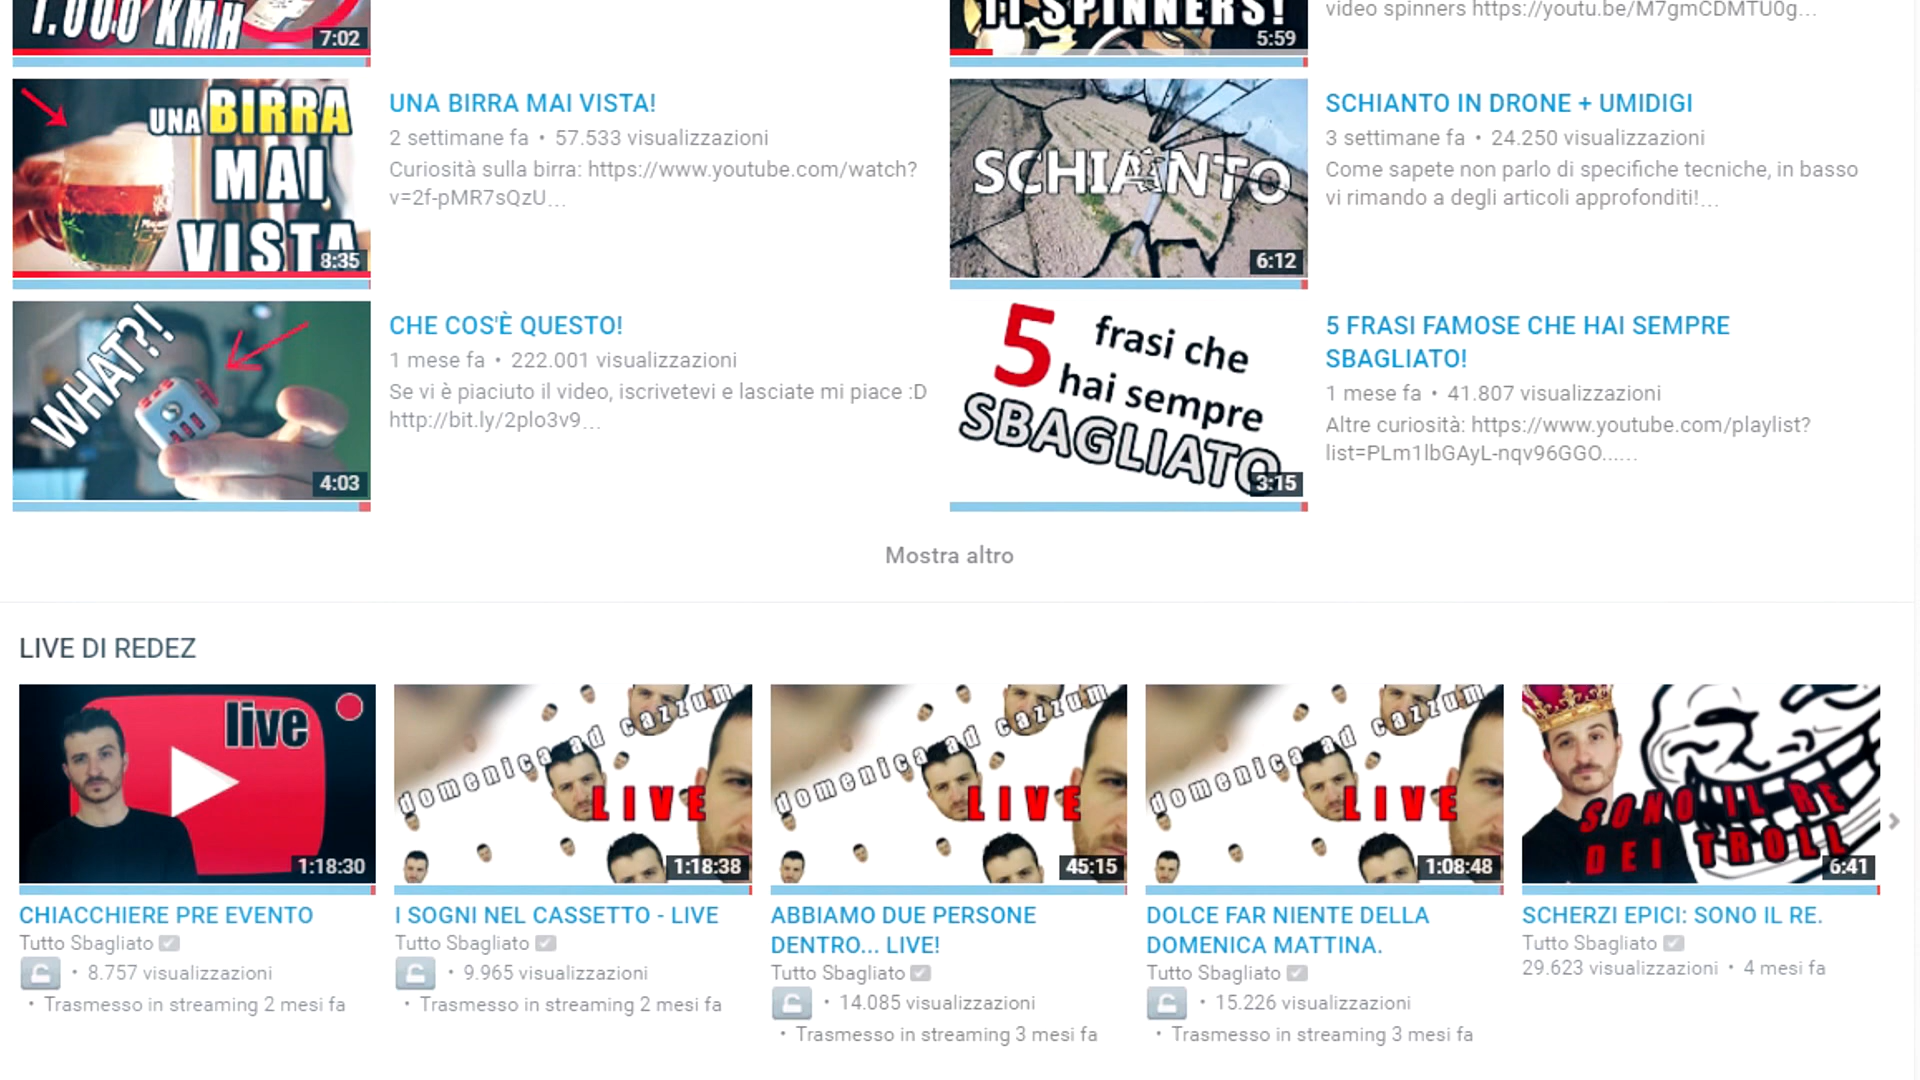 1.000 KMH
7:02
11 SPINNERS!
5:59
video spinners https://youtu.be/M7gmCDMTU0g...
UNA BIRRA
MAI
VISTA
8:35
UNA BIRRA MAI VISTA!
2 settimane fa • 57.533 visualizzazioni
Curiosità sulla birra: https://www.youtube.com/watch?
v=2f-pMR7sQzU...
SCHIANTO
6:12
SCHIANTO IN DRONE + UMIDIGI
3 settimane fa • 24.250 visualizzazioni
Come sapete non parlo di specifiche tecniche, in basso
vi rimando a degli articoli approfonditi!...
WHAT?!
4:03
CHE COS'È QUESTO!
1 mese fa • 222.001 visualizzazioni
Se vi è piaciuto il video, iscrivetevi e lasciate mi piace :D
http://bit.ly/2plo3v9...
5 frasi che
hai sempre
SBAGLIATO
3:15
5 FRASI FAMOSE CHE HAI SEMPRE
SBAGLIATO!
1 mese fa • 41.807 visualizzazioni
Altre curiosità: https://www.youtube.com/playlist?
list=PLm1lbGAyL-nqv96GGO......
Mostra altro
LIVE DI REDEZ
live
1:18:30
domenica ad cazzum
LIVE
1:18:38
domenica ad cazzum
LIVE
45:15
domenica ad cazzum
LIVE
1:08:48
SONO IL RE
DEI TROLL
6:41
CHIACCHIERE PRE EVENTO
Tutto Sbagliato
• 8.757 visualizzazioni
• Trasmesso in streaming 2 mesi fa
I SOGNI NEL CASSETTO - LIVE
Tutto Sbagliato
• 9.965 visualizzazioni
• Trasmesso in streaming 2 mesi fa
ABBIAMO DUE PERSONE
DENTRO... LIVE!
Tutto Sbagliato
• 14.085 visualizzazioni
• Trasmesso in streaming 3 mesi fa
DOLCE FAR NIENTE DELLA
DOMENICA MATTINA.
Tutto Sbagliato
• 15.226 visualizzazioni
• Trasmesso in streaming 3 mesi fa
SCHERZI EPICI: SONO IL RE.
Tutto Sbagliato
29.623 visualizzazioni • 4 mesi fa